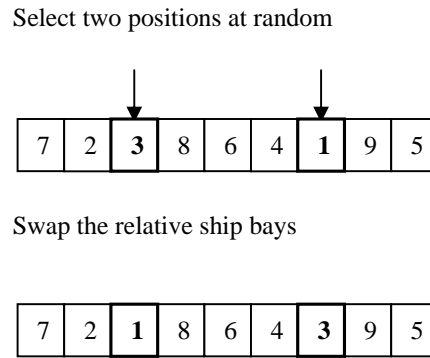 Select two positions at random
7 2 3 8 6 4 1 9 5
Swap the relative ship bays
7 2 1 8 6 4 3 9 5